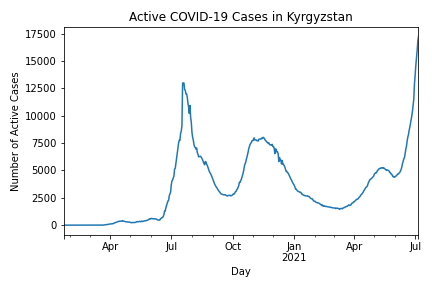 Active COVID-19 Cases in Kyrgyzstan
Number of Active Cases
17500
15000
12500
10000
7500
5000
2500
0
Apr
Jul
Oct
Jan
2021
Apr
Jul
Day